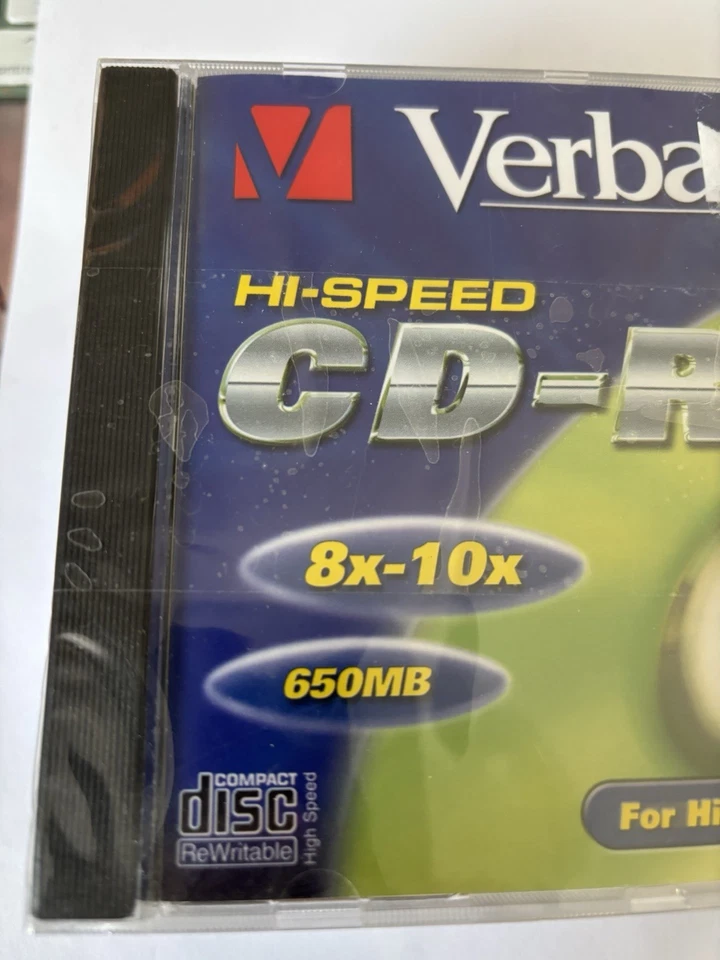 Verba
HI-SPEED
CD-R
8x-10x
650MB
COMPACT
disc
ReWritable
High Speed
For Hi